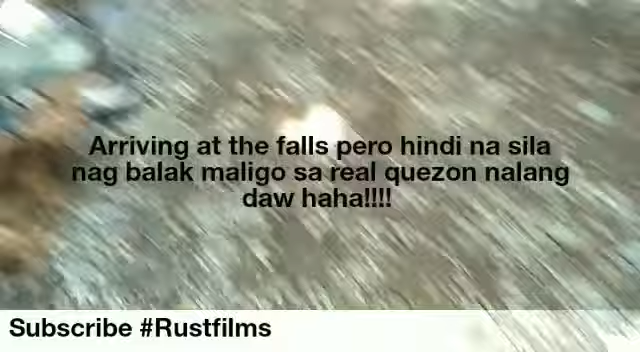 Arriving at the falls pero hindi na sila
nag balak maligo sa real quezon nalang
daw haha!!!!
Subscribe #Rustfilms